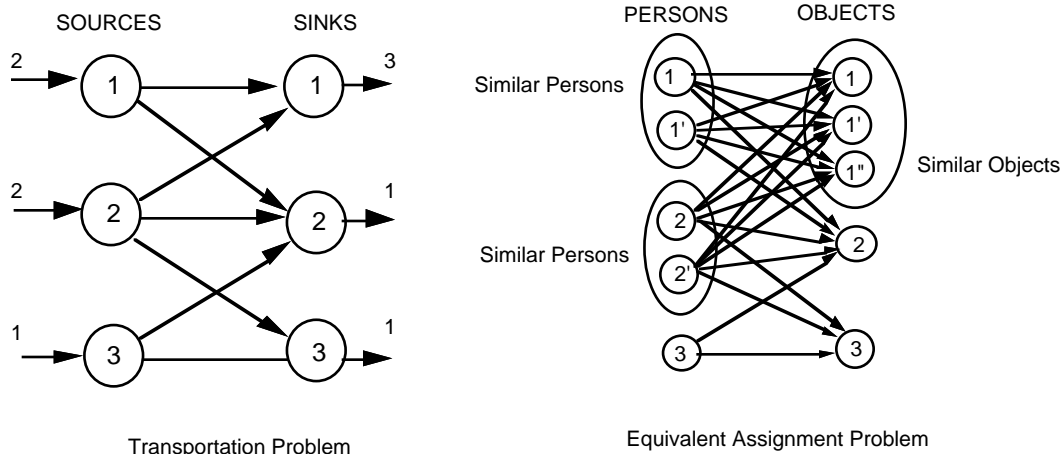 SOURCES
SINKS
2
1
1
3
2
2
2
1
1
3
3
1
Transportation Problem
PERSONS
OBJECTS
Similar Persons
1
1'
1
1'
1"
Similar Objects
Similar Persons
2
2'
2
3
3
Equivalent Assignment Problem